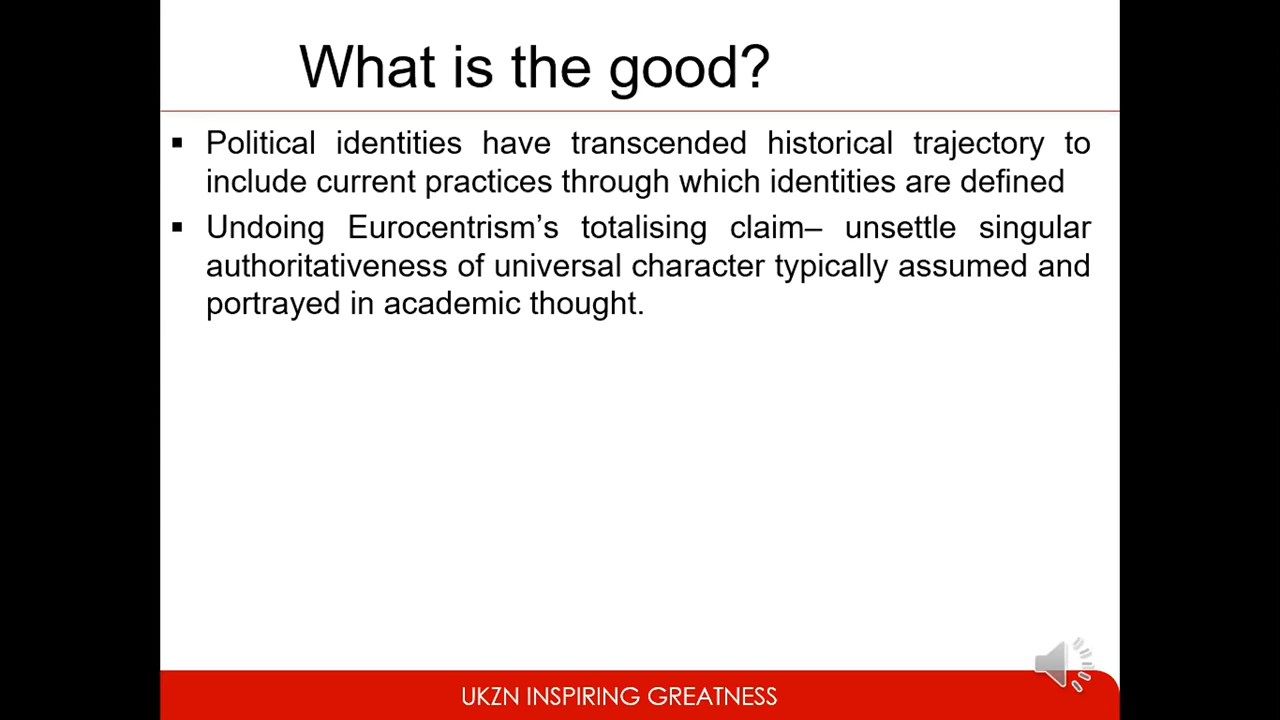 What is the good?
▪ Political identities have transcended historical trajectory to
include current practices through which identities are defined
▪ Undoing Eurocentrism’s totalising claim– unsettle singular
authoritativeness of universal character typically assumed and
portrayed in academic thought.
UKZN INSPIRING GREATNESS